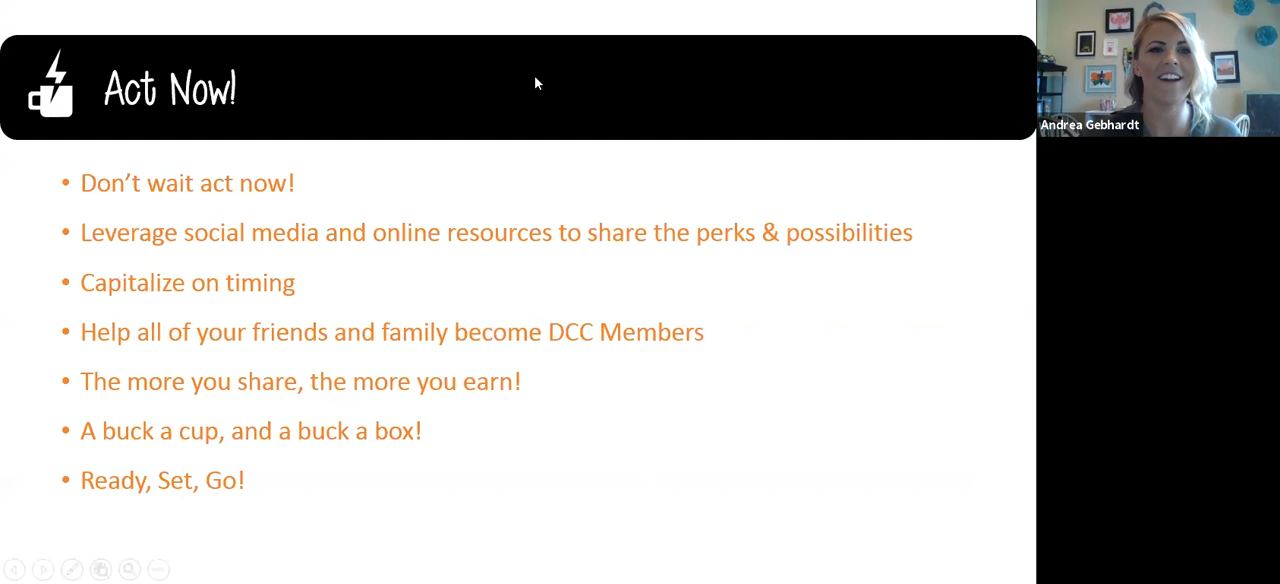 Act Now!
Andrea Gebhardt
• Don’t wait act now!
• Leverage social media and online resources to share the perks & possibilities
• Capitalize on timing
• Help all of your friends and family become DCC Members
• The more you share, the more you earn!
• A buck a cup, and a buck a box!
• Ready, Set, Go!